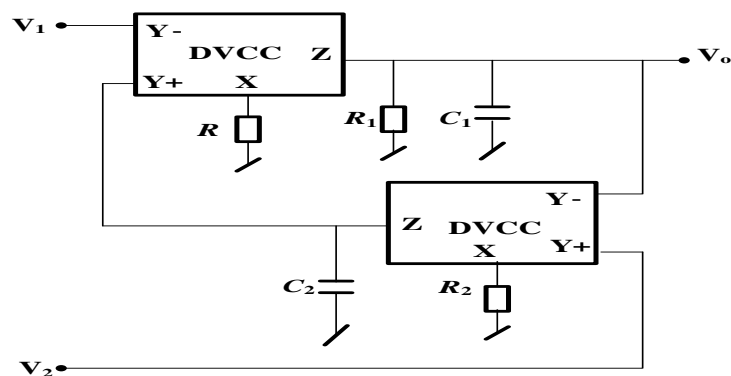 V₁
Y-
DVCC
Z
Vₒ
Y+
X
R
R₁
C₁
Y-
Z
DVCC
X
Y+
C₂
R₂
V₂